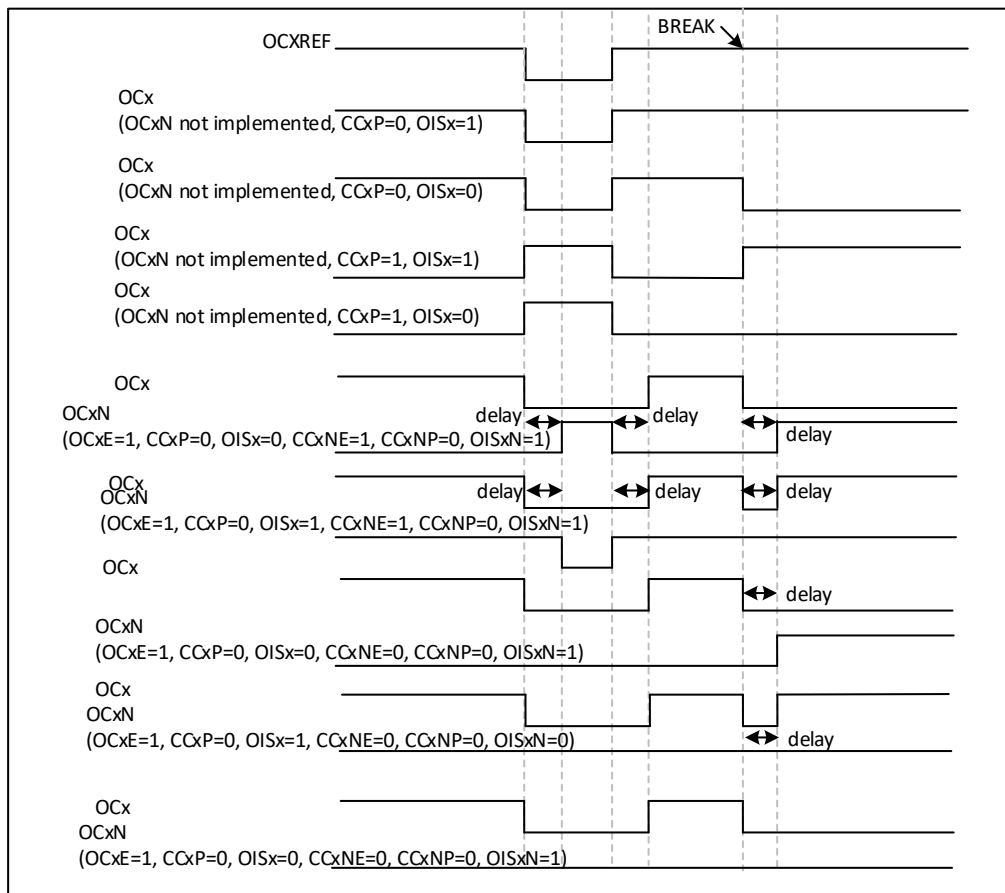 BREAK
OCXREF
OCx
(OCxN not implemented, CCxP=0, OISx=1)
OCx
(OCxN not implemented, CCxP=0, OISx=0)
OCx
(OCxN not implemented, CCxP=1, OISx=1)
OCx
(OCxN not implemented, CCxP=1, OISx=0)
OCx
OCxN
delay
delay
delay
(OCxE=1, CCxP=0, OISx=0, CCxNE=1, CCxNP=0, OISxN=1)
OCx
delay
delay
delay
OCxN
(OCxE=1, CCxP=0, OISx=1, CCxNE=1, CCxNP=0, OISxN=1)
OCx
delay
OCxN
(OCxE=1, CCxP=0, OISx=0, CCxNE=0, CCxNP=0, OISxN=1)
OCx
OCxN
(OCxE=1, CCxP=0, OISx=1, CCxNE=0, CCxNP=0, OISxN=0)
delay
OCx
OCxN
(OCxE=1, CCxP=0, OISx=0, CCxNE=0, CCxNP=0, OISxN=1)